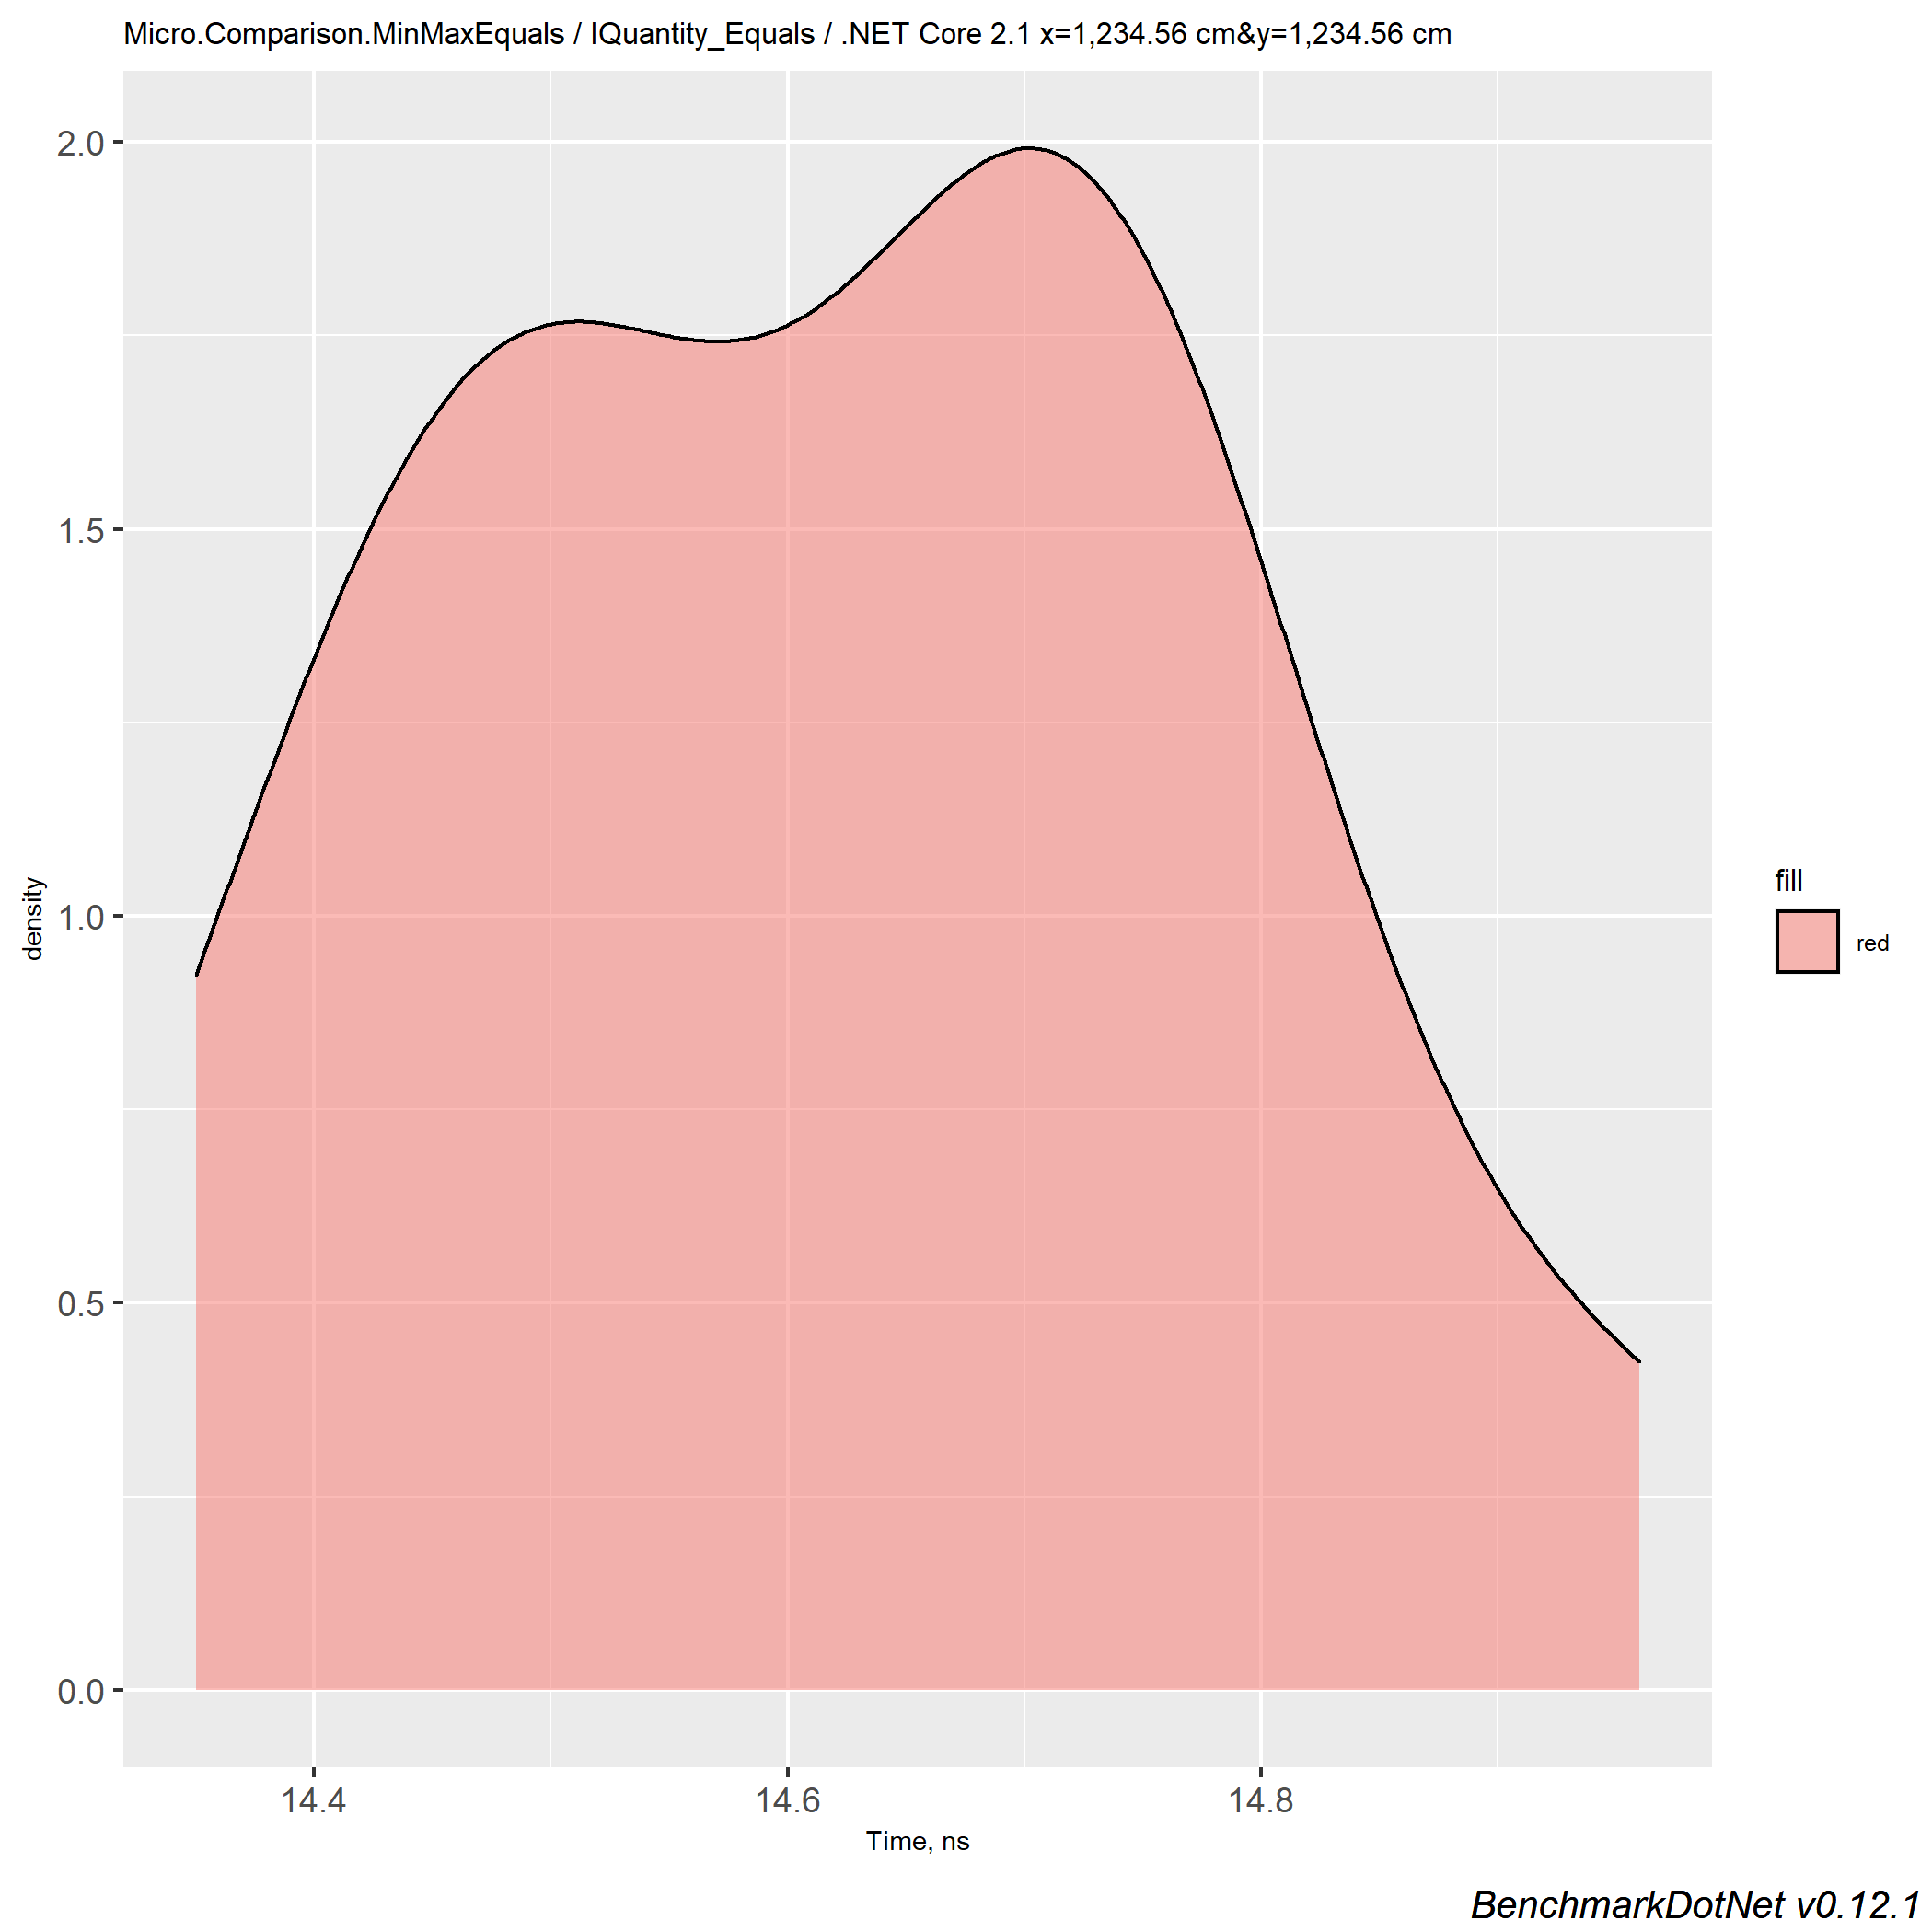 Micro.Comparison.MinMaxEquals / IQuantity_Equals / .NET Core 2.1 x=1,234.56 cm&y=1,234.56 cm
2.0
1.5
1.0
0.5
0.0
density
14.4
14.6
14.8
Time, ns
fill
red
BenchmarkDotNet v0.12.1